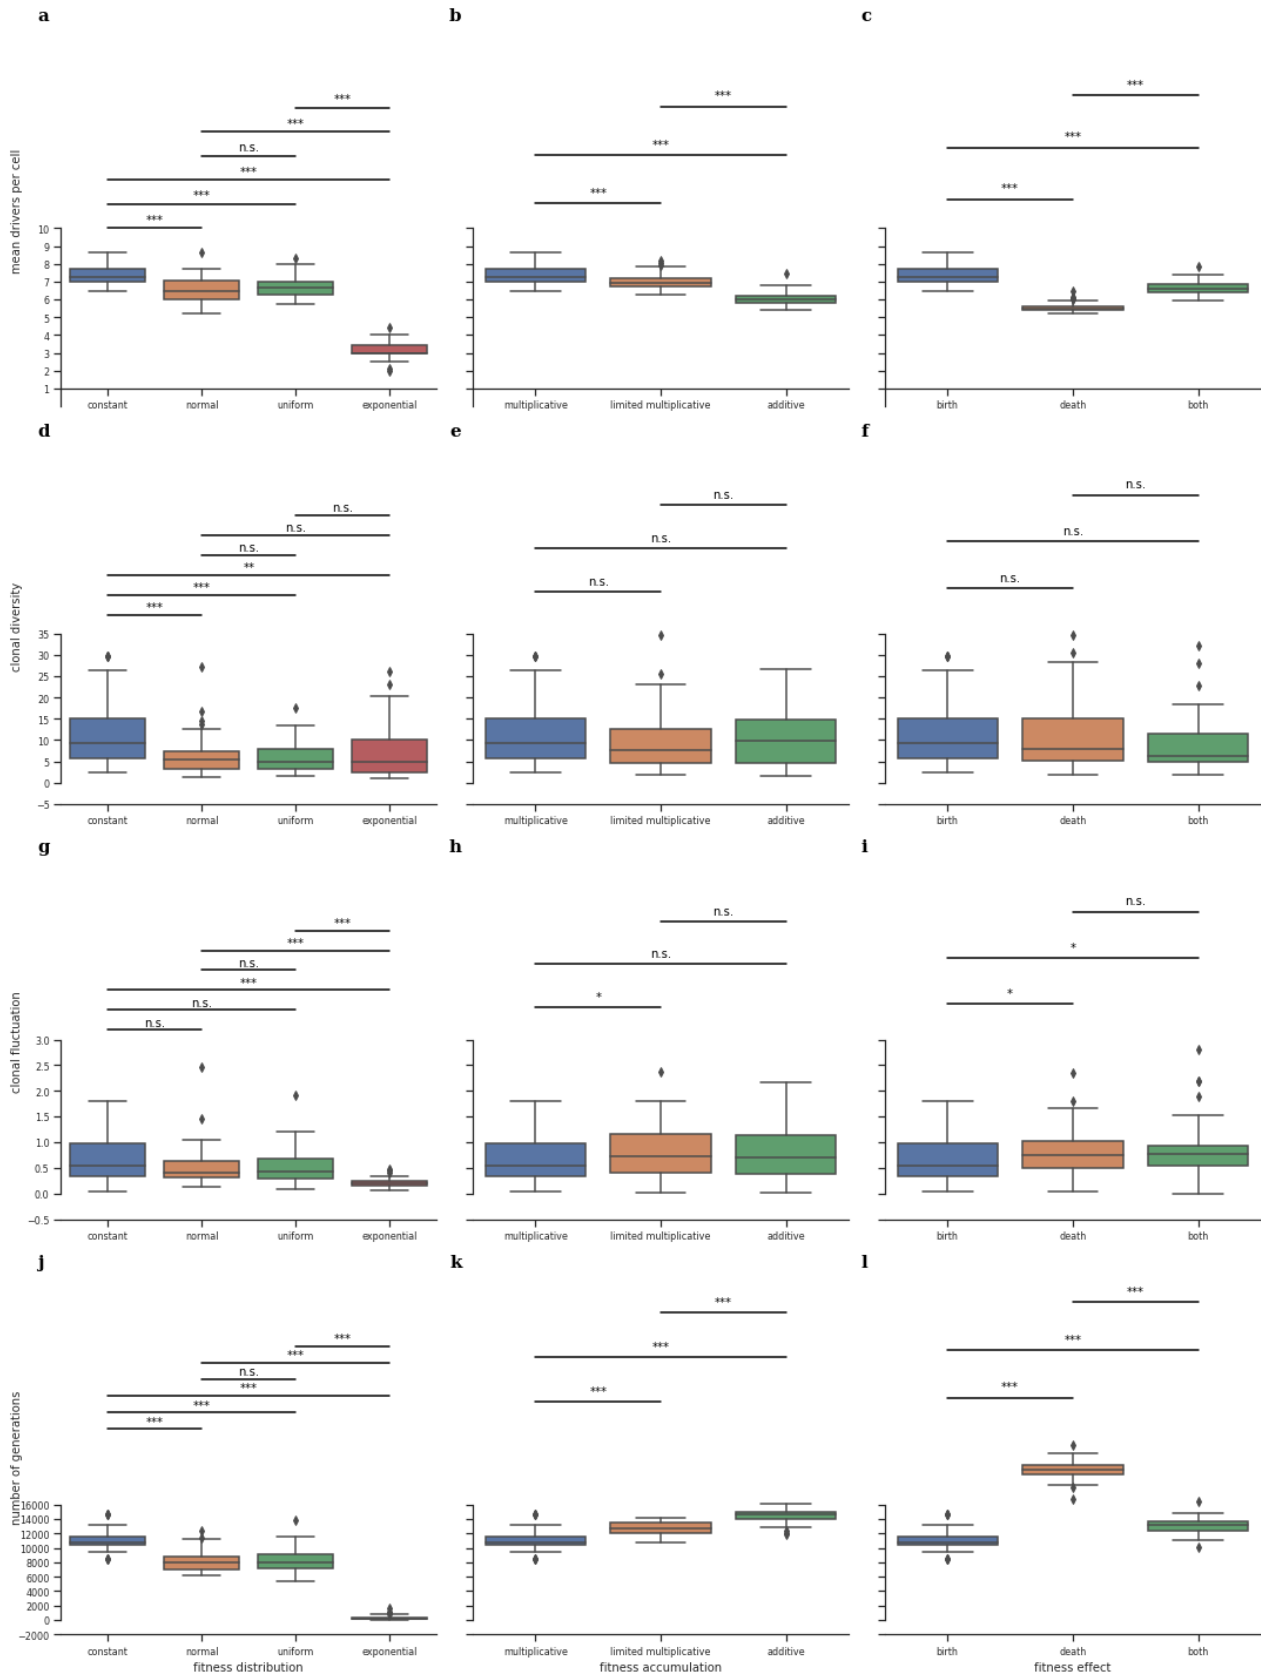 a
b
c
***
***
n.s.
***
***
***
***
***
***
***
***
***
mean drivers per cell
10
9
8
7
6
5
4
3
2
1
constant normal uniform exponential
multiplicative limited multiplicative additive
birth death both
d
e
f
n.s.
n.s.
n.s.
**
***
***
n.s.
n.s.
n.s.
n.s.
n.s.
n.s.
clonal diversity
35
30
25
20
15
10
5
0
−5
constant normal uniform exponential
multiplicative limited multiplicative additive
birth death both
g
h
i
***
***
n.s.
***
n.s.
n.s.
n.s.
n.s.
*
n.s.
*
*
clonal fluctuation
3.0
2.5
2.0
1.5
1.0
0.5
0.0
−0.5
constant normal uniform exponential
multiplicative limited multiplicative additive
birth death both
j
k
l
***
***
n.s.
***
***
***
***
***
***
***
***
***
number of generations
16000
14000
12000
10000
8000
6000
4000
2000
0
−2000
constant normal uniform exponential
fitness distribution
multiplicative limited multiplicative additive
fitness accumulation
birth death both
fitness effect